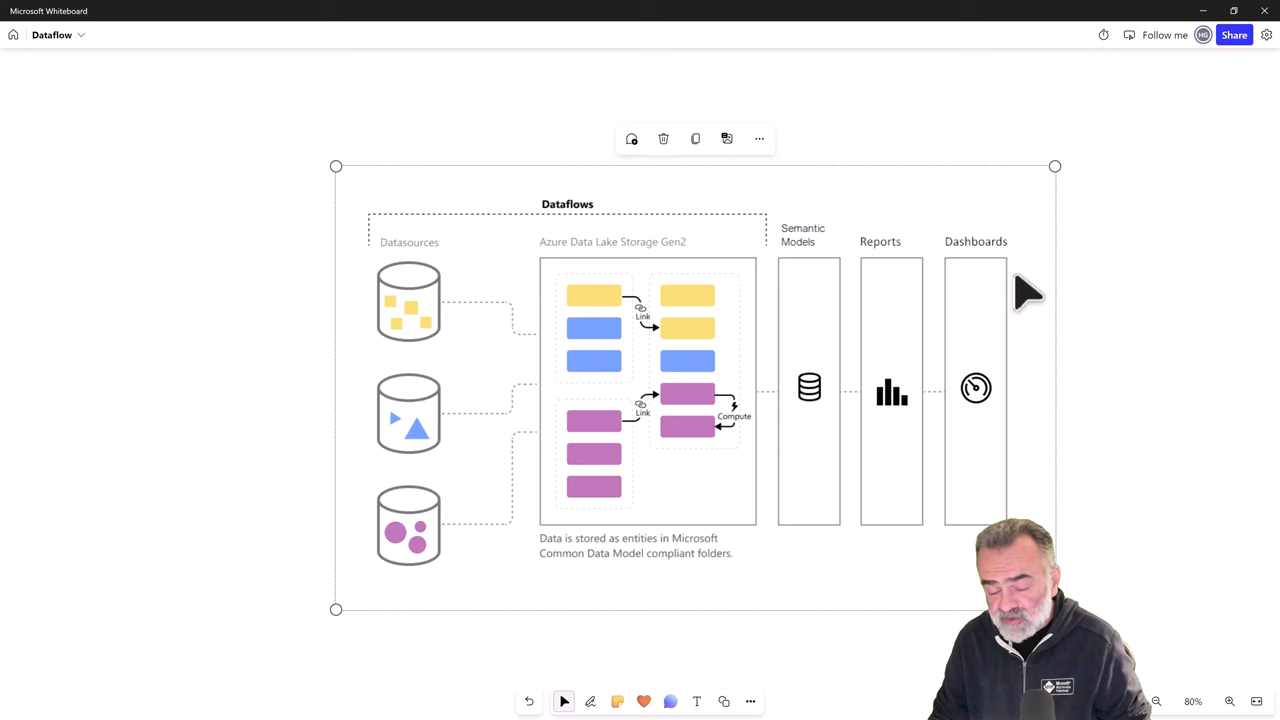 Microsoft Whiteboard
Dataflow
Follow me
HG
Share
Dataflows
Datasources
Azure Data Lake Storage Gen2
Semantic
Models
Reports
Dashboards
Link
Link
Compute
Data is stored as entities in Microsoft
Common Data Model compliant folders.
T
80%